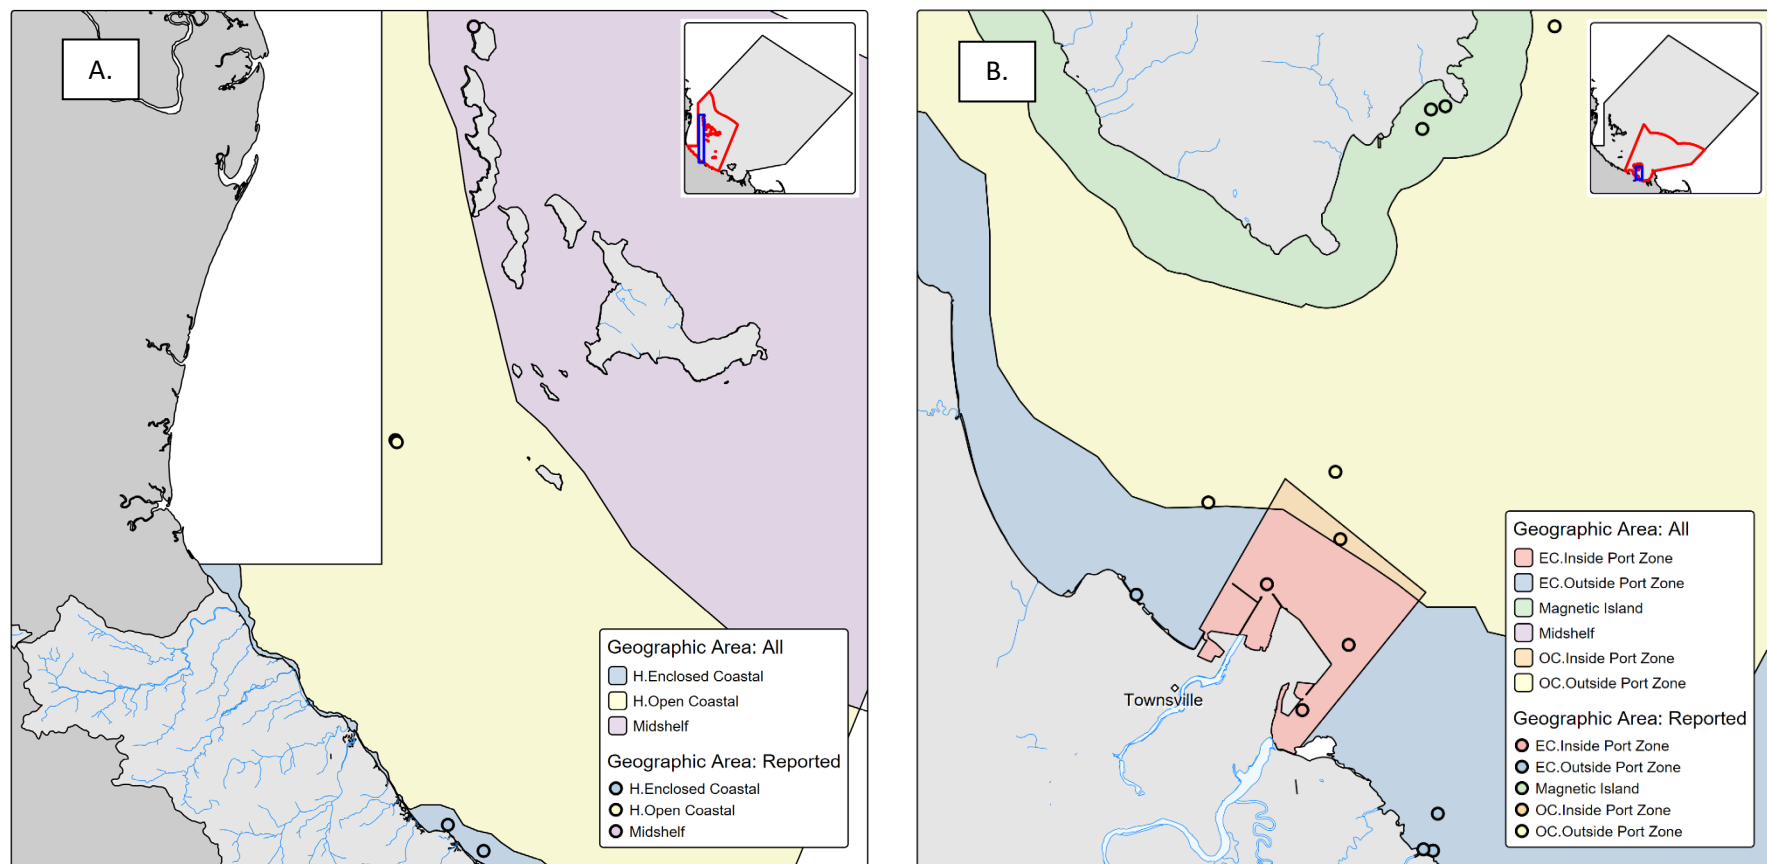 A.
Geographic Area: All
H.Enclosed Coastal
H.Open Coastal
Midshelf
Geographic Area: Reported
H.Enclosed Coastal
H.Open Coastal
Midshelf
B.
Townsville
Geographic Area: All
EC.Inside Port Zone
EC.Outside Port Zone
Magnetic Island
Midshelf
OC.Inside Port Zone
OC.Outside Port Zone
Geographic Area: Reported
EC.Inside Port Zone
EC.Outside Port Zone
Magnetic Island
OC.Inside Port Zone
OC.Outside Port Zone